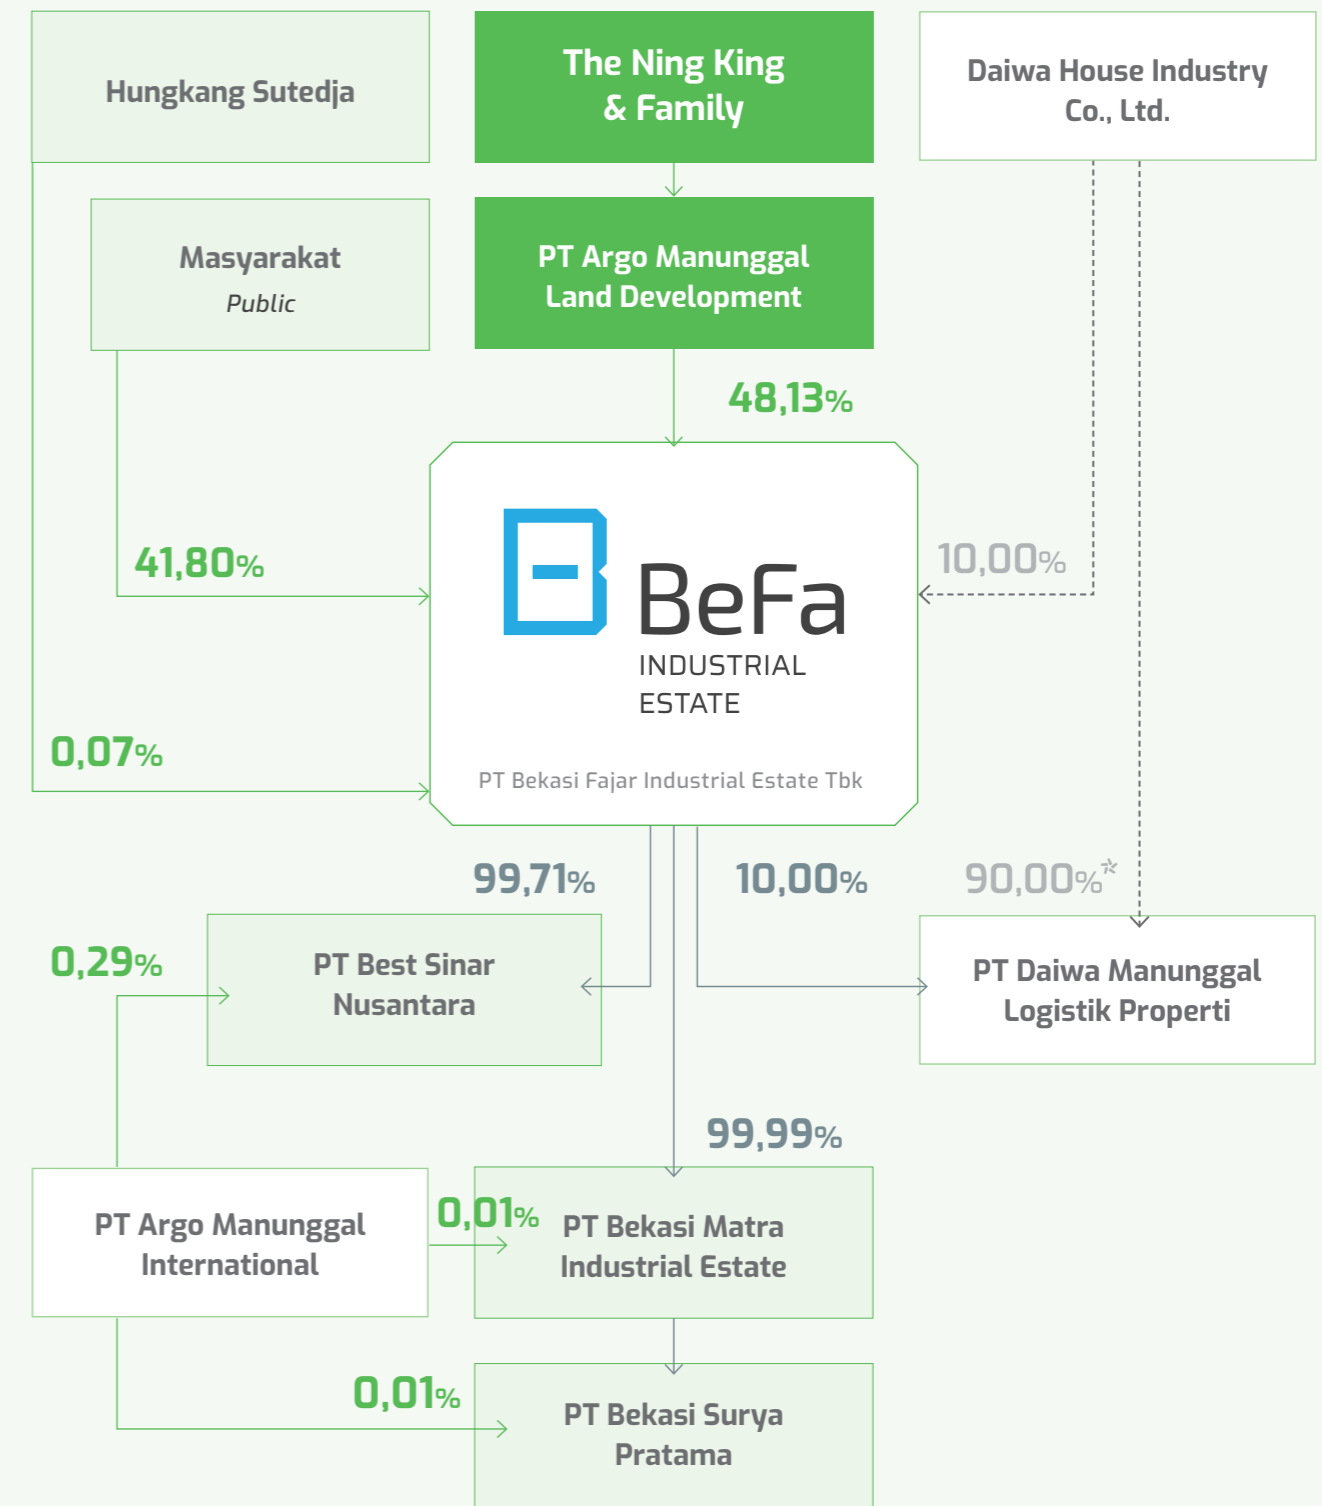 Hungkang Sutedja
The Ning King
& Family
Daiwa House Industry
Co., Ltd.
Masyarakat
Public
PT Argo Manunggal
Land Development
48,13%
41,80%
10,00%
BeFa
INDUSTRIAL
ESTATE
0,07%
PT Bekasi Fajar Industrial Estate Tbk
99,71%
10,00%
90,00%*
0,29%
PT Best Sinar
Nusantara
PT Daiwa Manunggal
Logistik Properti
99,99%
PT Argo Manunggal
International
0,01%
PT Bekasi Matra
Industrial Estate
0,01%
PT Bekasi Surya
Pratama